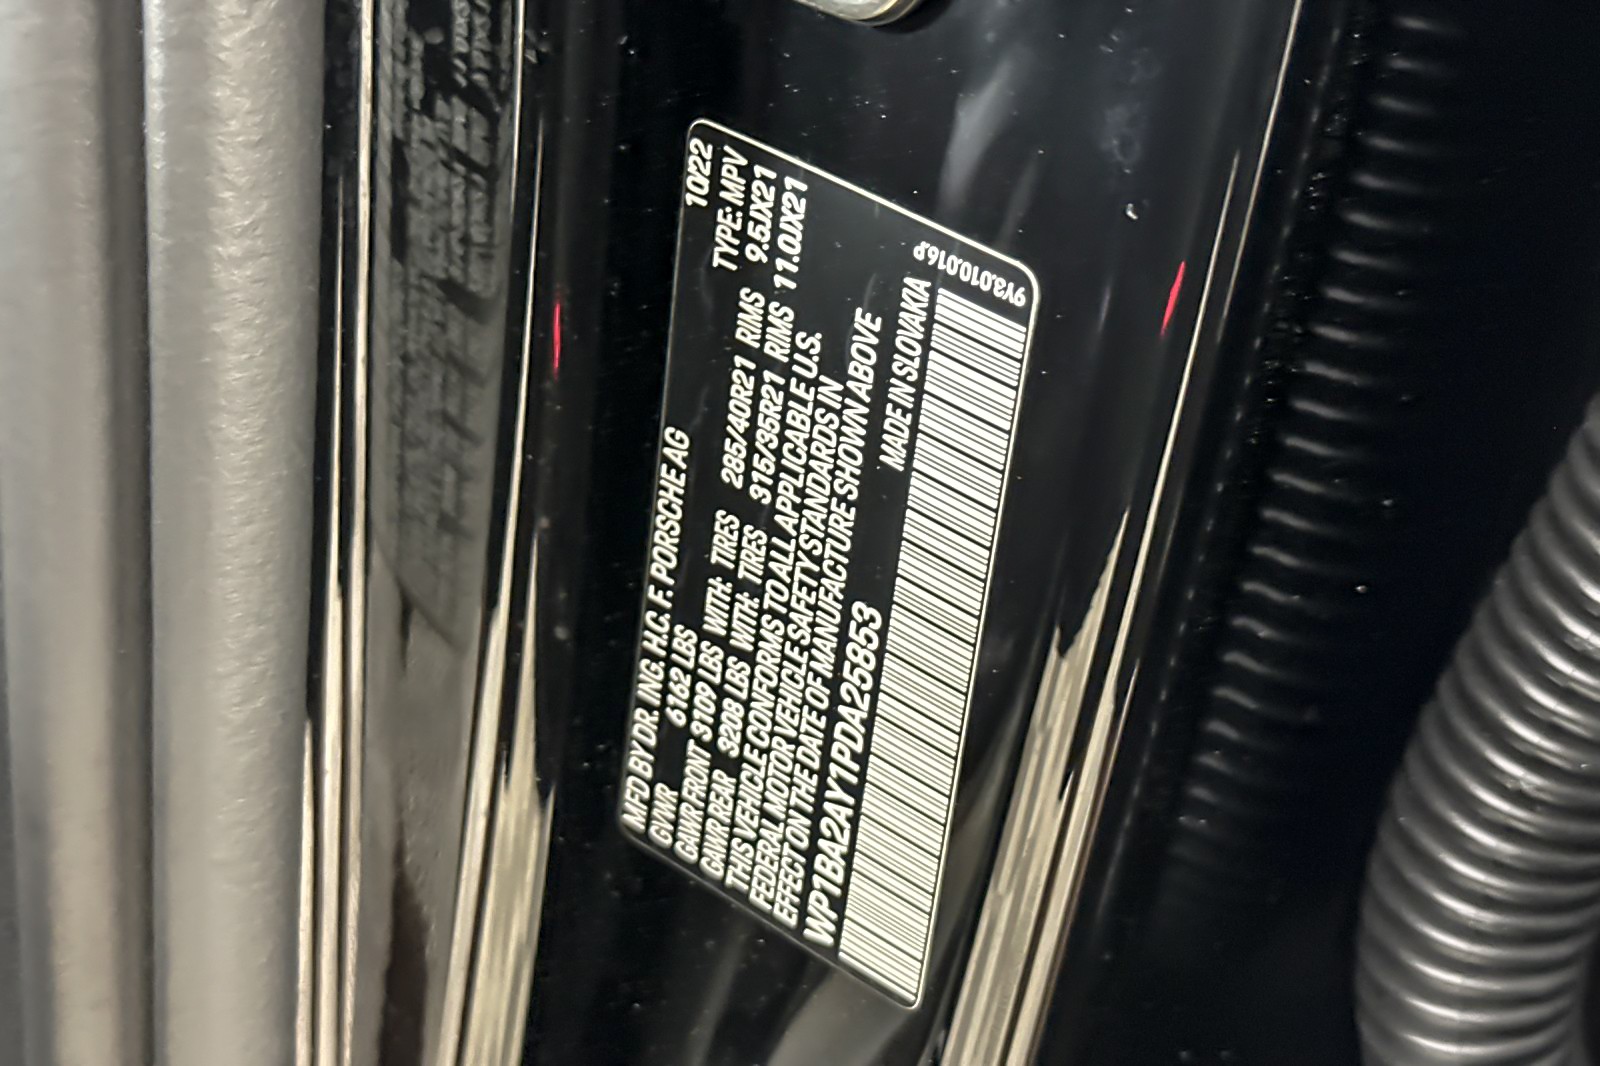 MFD BY DR. ING. H.C. F. PORSCHE AG 10/22
GVWR 6162 LBS TYPE: MPV
GAWR FRONT 3109 LBS WITH: TIRES 285/40R21 RIMS 9.5JX21
GAWR REAR 3208 LBS WITH: TIRES 315/35R21 RIMS 11.0JX21
THIS VEHICLE CONFORMS TO ALL APPLICABLE U.S.
FEDERAL MOTOR VEHICLE SAFETY STANDARDS IN
EFFECT ON THE DATE OF MANUFACTURE SHOWN ABOVE
WP1BA2AY1PDA25853 MADE IN SLOVAKIA
9Y3.010.016.P